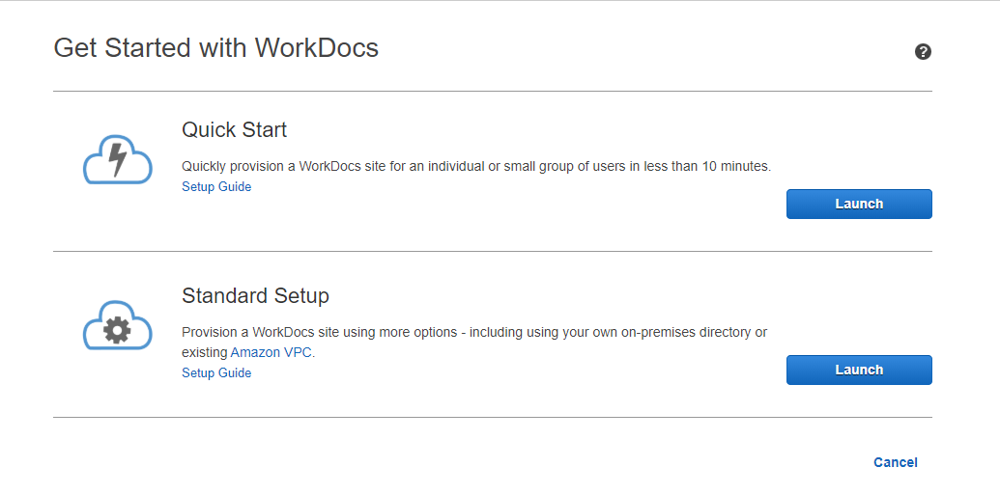 Get Started with WorkDocs
?
Quick Start
Quickly provision a WorkDocs site for an individual or small group of users in less than 10 minutes.
Setup Guide
Launch
Standard Setup
Provision a WorkDocs site using more options - including using your own on-premises directory or
existing Amazon VPC.
Setup Guide
Launch
Cancel